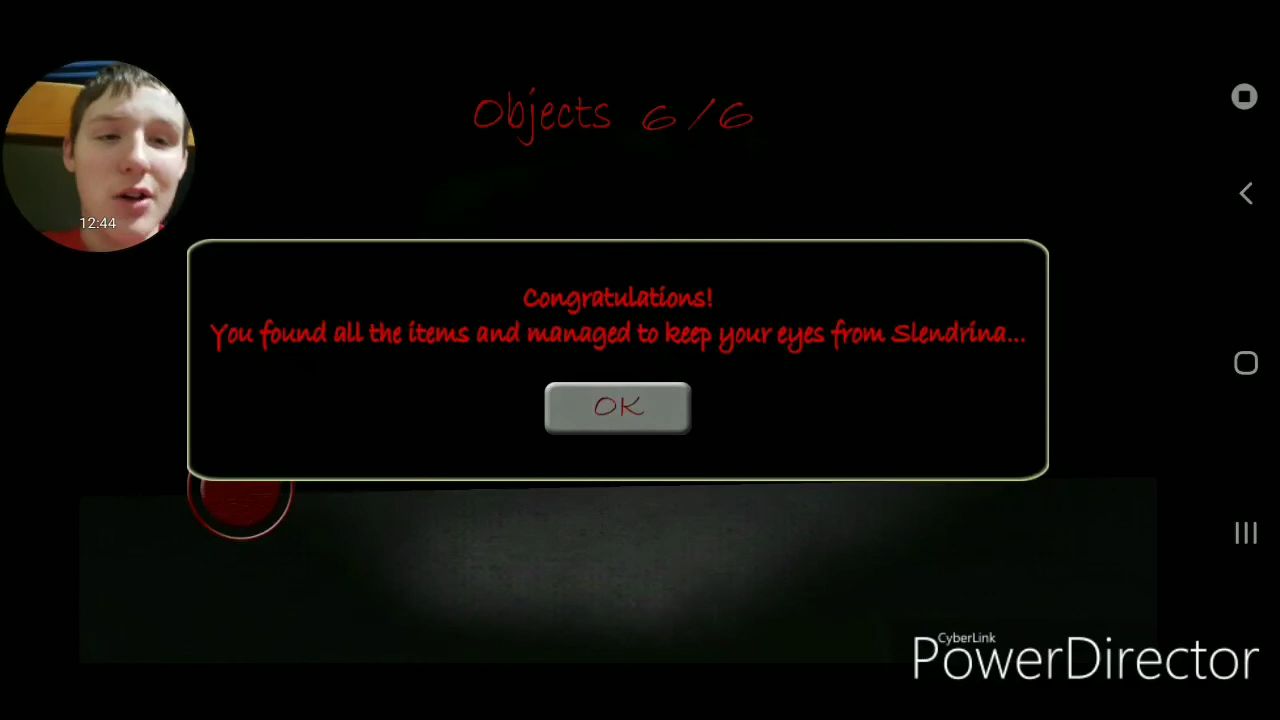 Objects 6/6
12:44
Congratulations!
You found all the items and managed to keep your eyes from Slendrina...
OK
CyberLink
PowerDirector